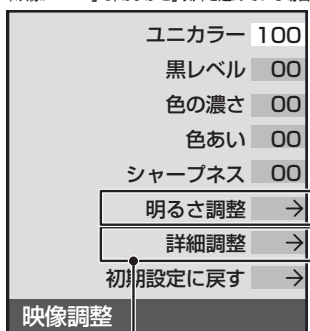 ユニカラー 100
黒レベル 00
色の濃さ 00
色あい 00
シャープネス 00
明るさ調整 →
詳細調整 →
初期設定に戻す →
映像調整